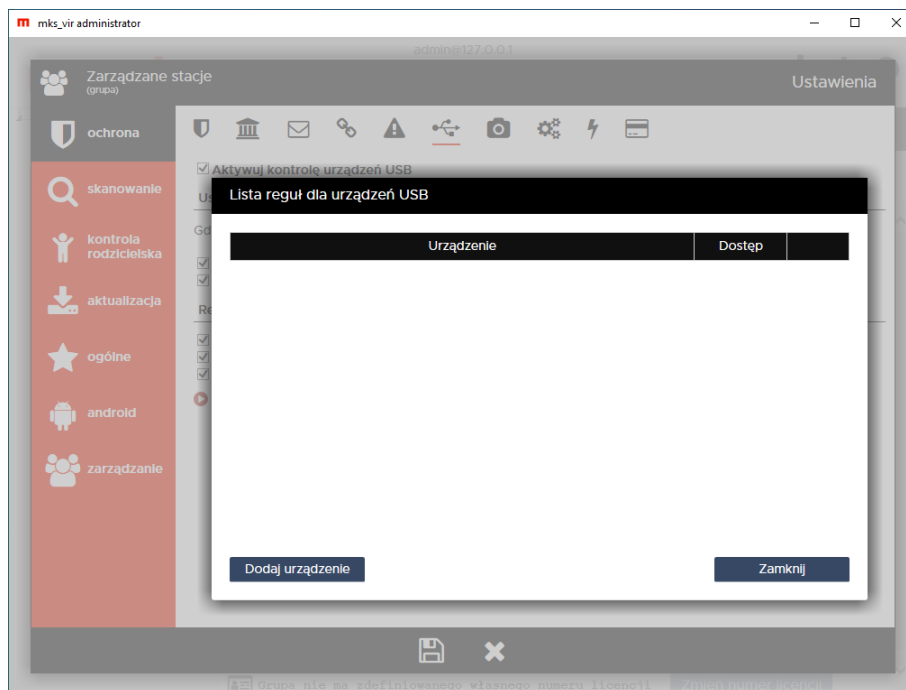 mks_vir administrator
admin@127.0.0.1
Zarządzane stacje
(grupa)
Ustawienia
ochrona
skanowanie
kontrola
rodzicielska
aktualizacja
ogólne
android
zarządzanie
Aktywuj kontrolę urządzeń USB
Lista reguł dla urządzeń USB
Urządzenie
Dostęp
Dodaj urządzenie
Zamknij
Grupa nie ma zdefiniowanego własnego numeru licencji
Zmień numer licencji